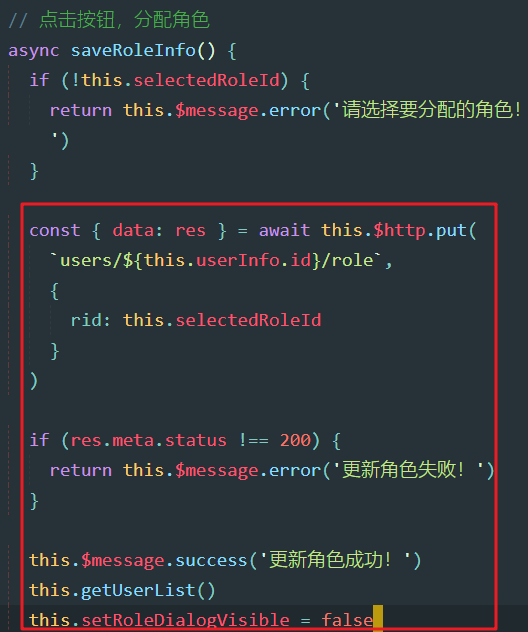 // 点击按钮，分配角色
async saveRoleInfo() {
if (!this.selectedRoleId) {
return this.$message.error('请选择要分配的角色！
')
}
const { data: res } = await this.$http.put(
`users/${this.userInfo.id}/role`,
{
rid: this.selectedRoleId
}
)
if (res.meta.status !== 200) {
return this.$message.error('更新角色失败！')
}
this.$message.success('更新角色成功！')
this.getUserList()
this.setRoleDialogVisible = false